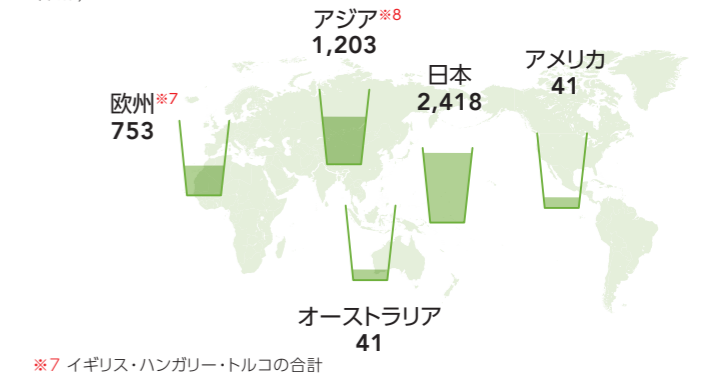 アジア※8
1,203
日本
2,418
アメリカ
41
欧州※7
753
オーストラリア
41
※7 イギリス・ハンガリー・トルコの合計